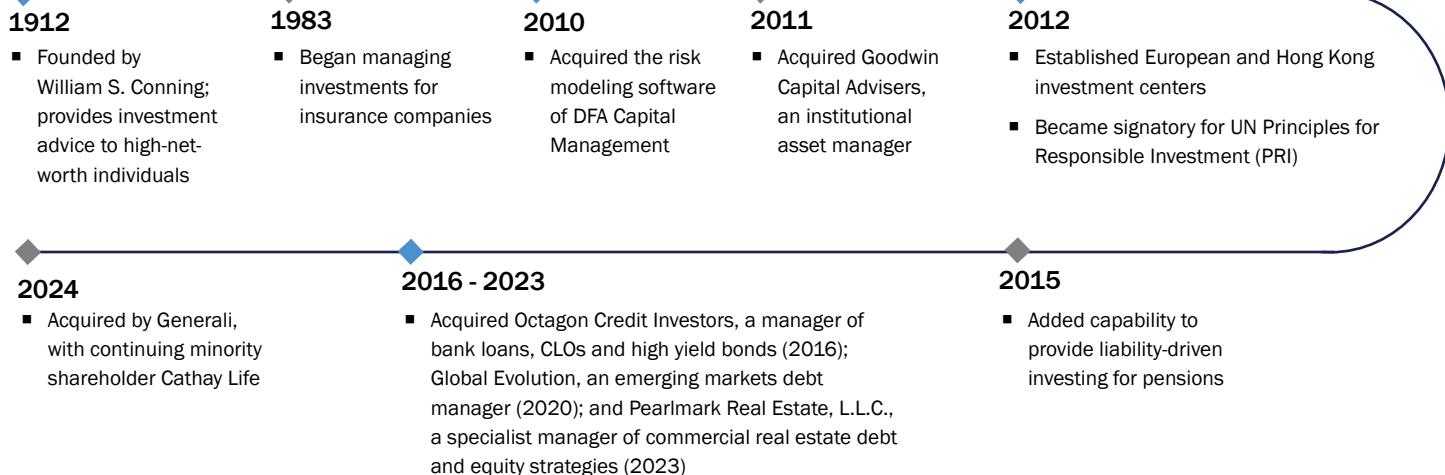 1912
■ Founded by
William S. Conning;
provides investment
advice to high-net-
worth individuals
1983
■ Began managing
investments for
insurance companies
2010
■ Acquired the risk
modeling software
of DFA Capital
Management
2011
■ Acquired Goodwin
Capital Advisers,
an institutional
asset manager
2012
■ Established European and Hong Kong
investment centers
■ Became signatory for UN Principles for
Responsible Investment (PRI)
2024
■ Acquired by Generali,
with continuing minority
shareholder Cathay Life
2016 - 2023
■ Acquired Octagon Credit Investors, a manager of
bank loans, CLOs and high yield bonds (2016);
Global Evolution, an emerging markets debt
manager (2020); and Pearlmark Real Estate, L.L.C.,
a specialist manager of commercial real estate debt
and equity strategies (2023)
2015
■ Added capability to
provide liability-driven
investing for pensions